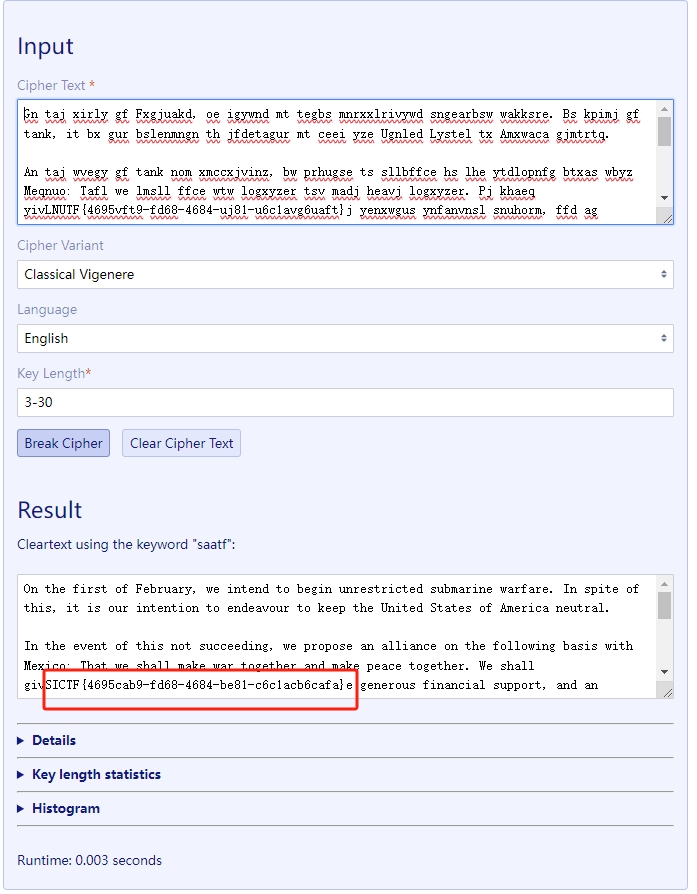 Input
Cipher Text *
Gn taj xirly gf Fxgjuakd, oe igywnd mt tegbs mnrxxlrivywd sngearbsw wakksre. Bs kpimj gf
tank, it bx gur bslenmngn th jfdetagur mt ceei yze Ugnled Lystel tx Amxwaca gjmtrtq.
An taj wvegy gf tank nom xmccxjvinz, bw prhugse ts sllbffce hs lhe ytdlopnfg btxas wbyz
Meqnuo: Tafl we lmsll ffce wtw logxyzer tsv madj heavj logxyzer. Pj khaeq
yivLNUTF{4695vft9-fd68-4684-uj81-u6c1avg6uaft}j yenxwgus ynfanvnsl snuhorm, ffd ag
Cipher Variant
Classical Vigenere
Language
English
Key Length*
3-30
Break Cipher Clear Cipher Text
Result
Cleartext using the keyword "saatf":
On the first of February, we intend to begin unrestricted submarine warfare. In spite of
this, it is our intention to endeavour to keep the United States of America neutral.
In the event of this not succeeding, we propose an alliance on the following basis with
Mexico: That we shall make war together and make peace together. We shall
givSICTF{4695cab9-fd68-4684-be81-c6c1acb6cafa}e generous financial support, and an
Details
Key length statistics
Histogram
Runtime: 0.003 seconds